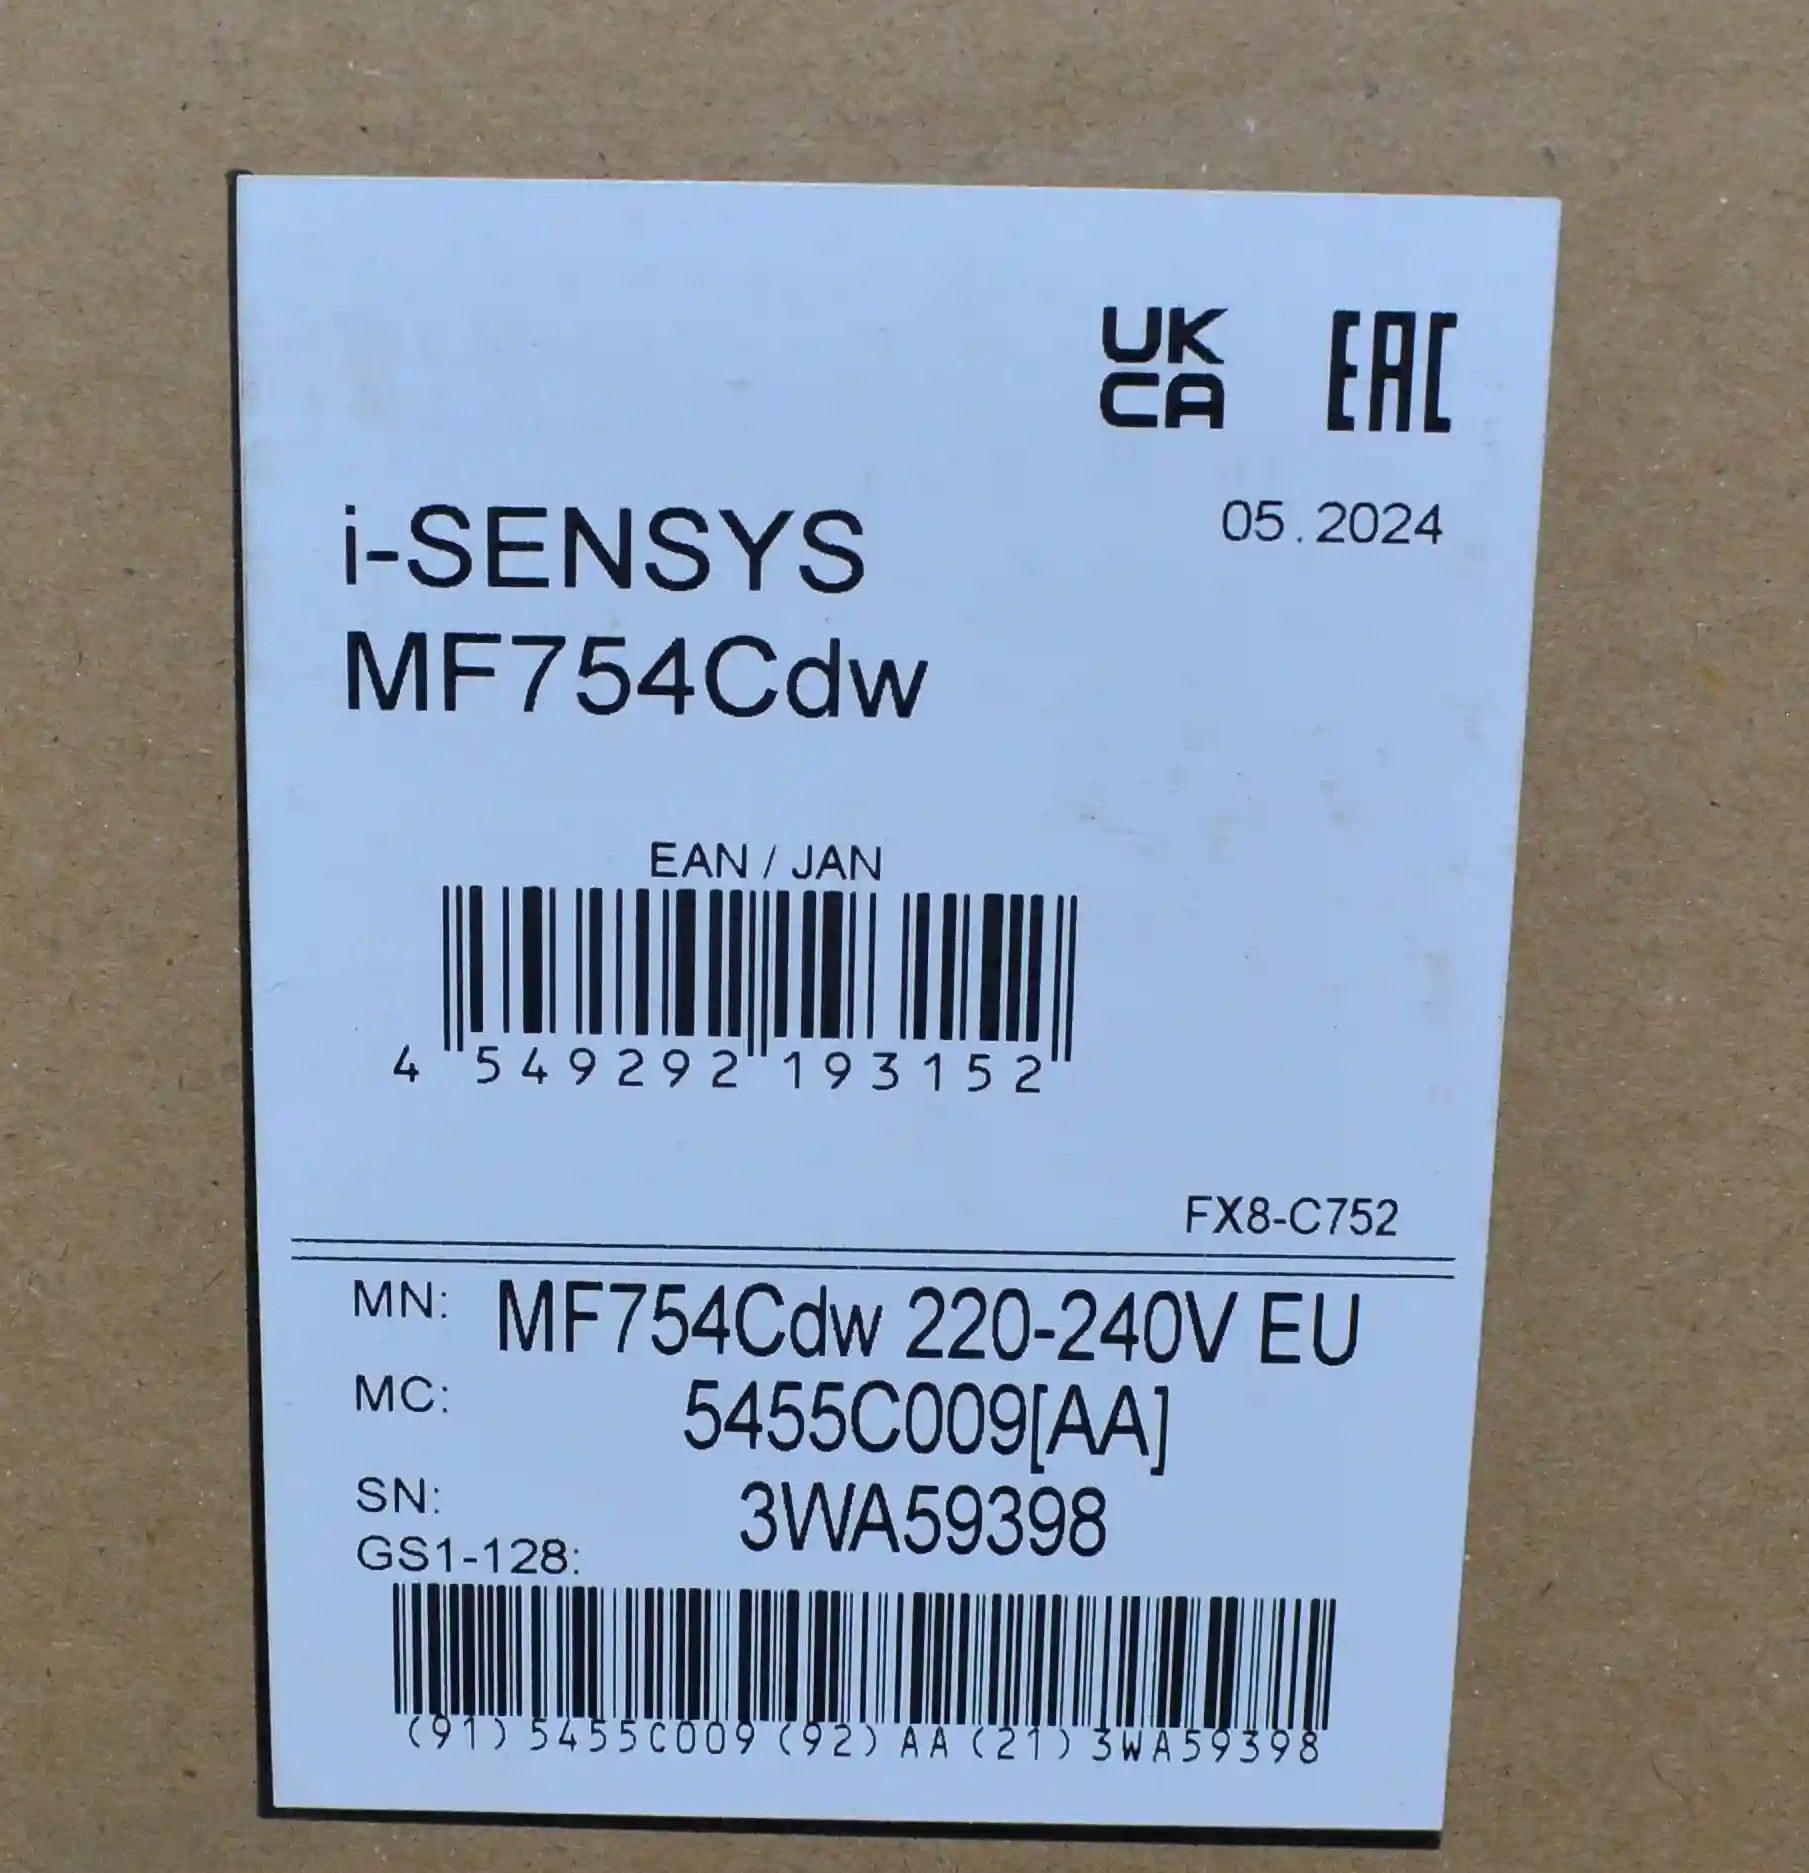 UK
CA
EAC
05.2024
i-SENSYS
MF754Cdw
EAN / JAN
4 549292 193152
FX8-C752
MN: MF754Cdw 220-240V EU
MC: 5455C009[AA]
SN: 3WA59398
GS1-128:
(91)5455C009(92)AA(21)3WA59398